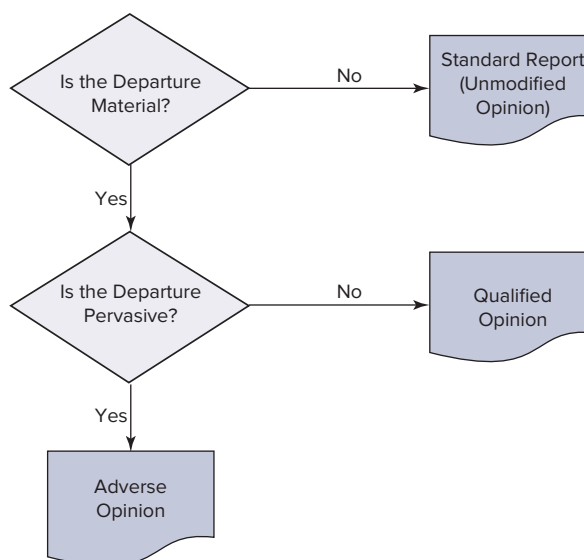 Is the Departure
Material?
No
Standard Report
(Unmodified
Opinion)
Yes
Is the Departure
Pervasive?
No
Qualified
Opinion
Yes
Adverse
Opinion